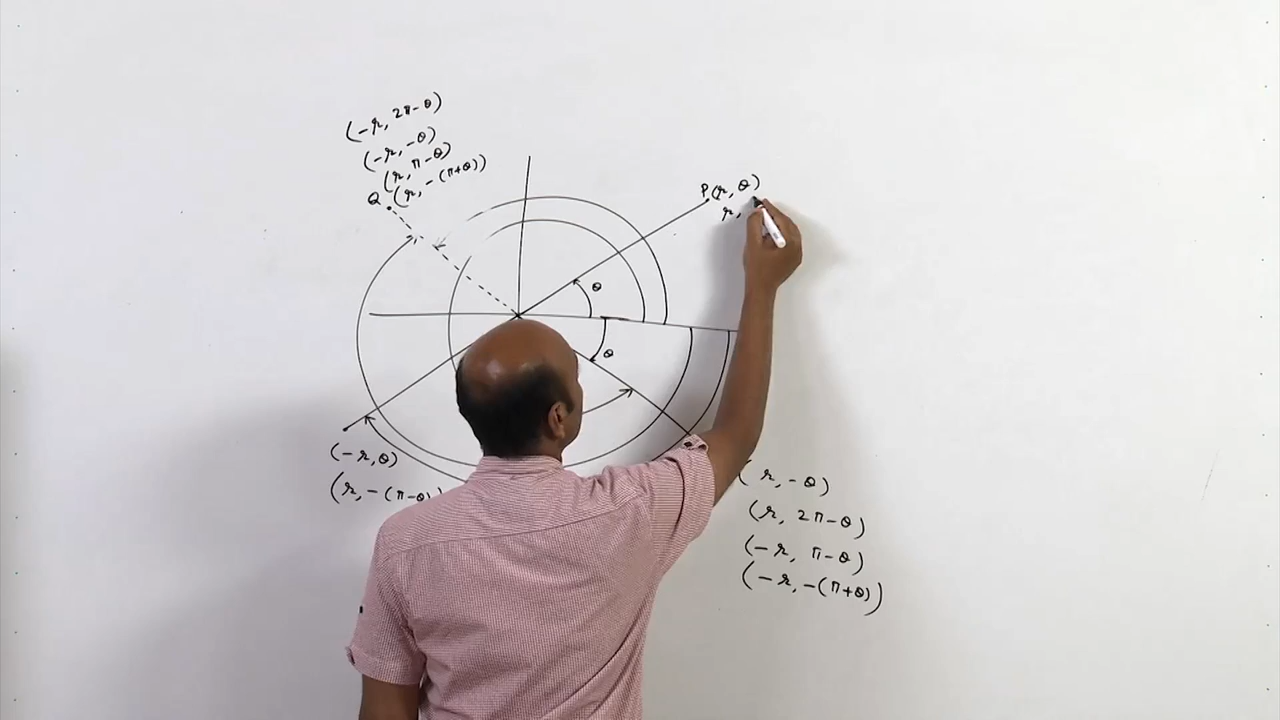 (-r, 2π-θ)
(-r, -θ)
(r, π-θ)
Q (r, -(π+θ))
P(r, θ)
r,
θ
θ
(-r, θ)
(r, -(π-θ))
( r, -θ)
(r, 2π-θ)
(-r, π-θ)
(-r, -(π+θ))